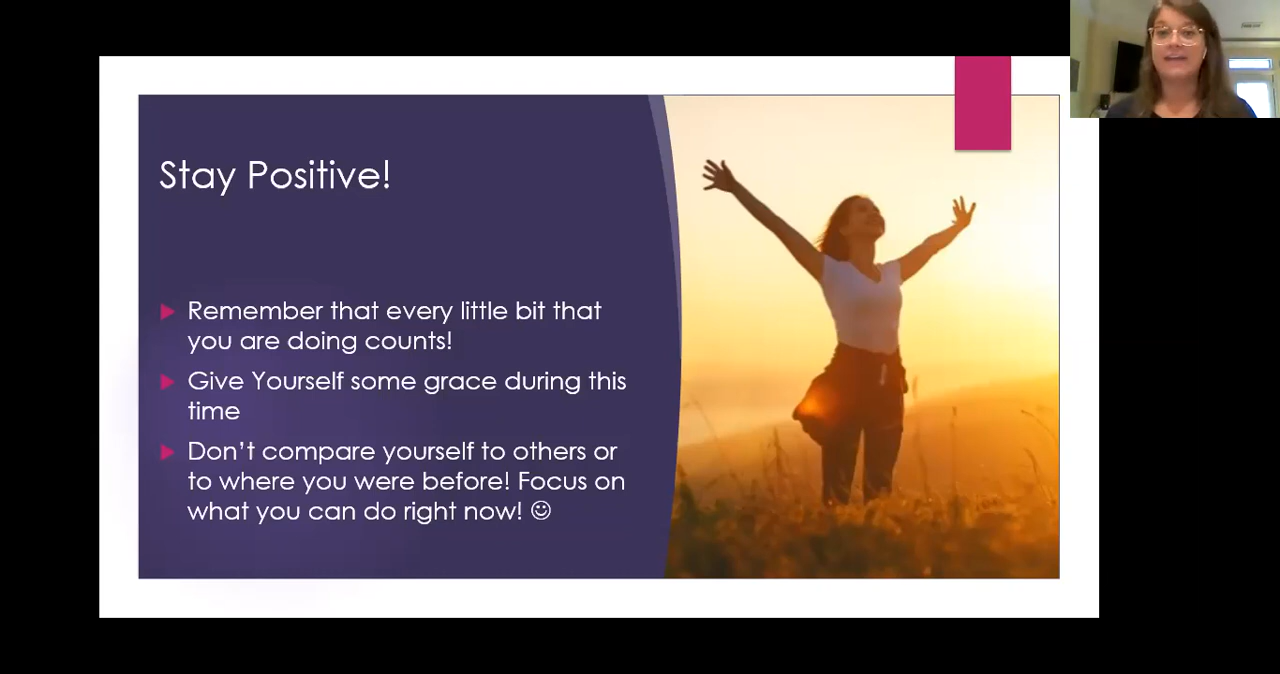 Stay Positive!
Remember that every little bit that
you are doing counts!
Give Yourself some grace during this
time
Don't compare yourself to others or
to where you were before! Focus on
what you can do right now! ☺